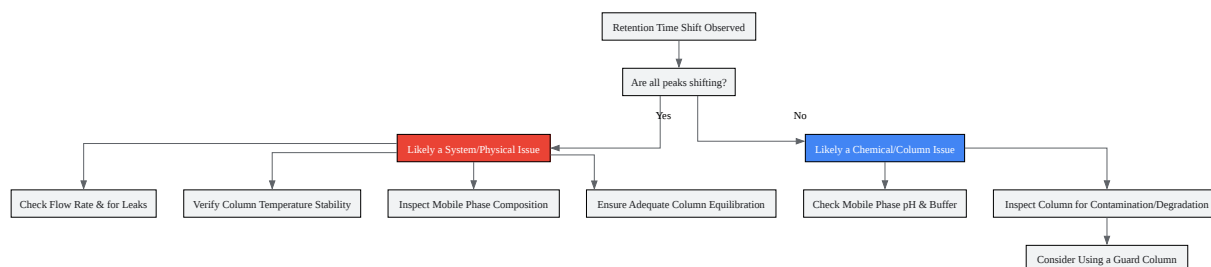 Retention Time Shift Observed
Are all peaks shifting?
Yes
No
Likely a System/Physical Issue
Likely a Chemical/Column Issue
Check Flow Rate & for Leaks
Verify Column Temperature Stability
Inspect Mobile Phase Composition
Ensure Adequate Column Equilibration
Check Mobile Phase pH & Buffer
Inspect Column for Contamination/Degradation
Consider Using a Guard Column